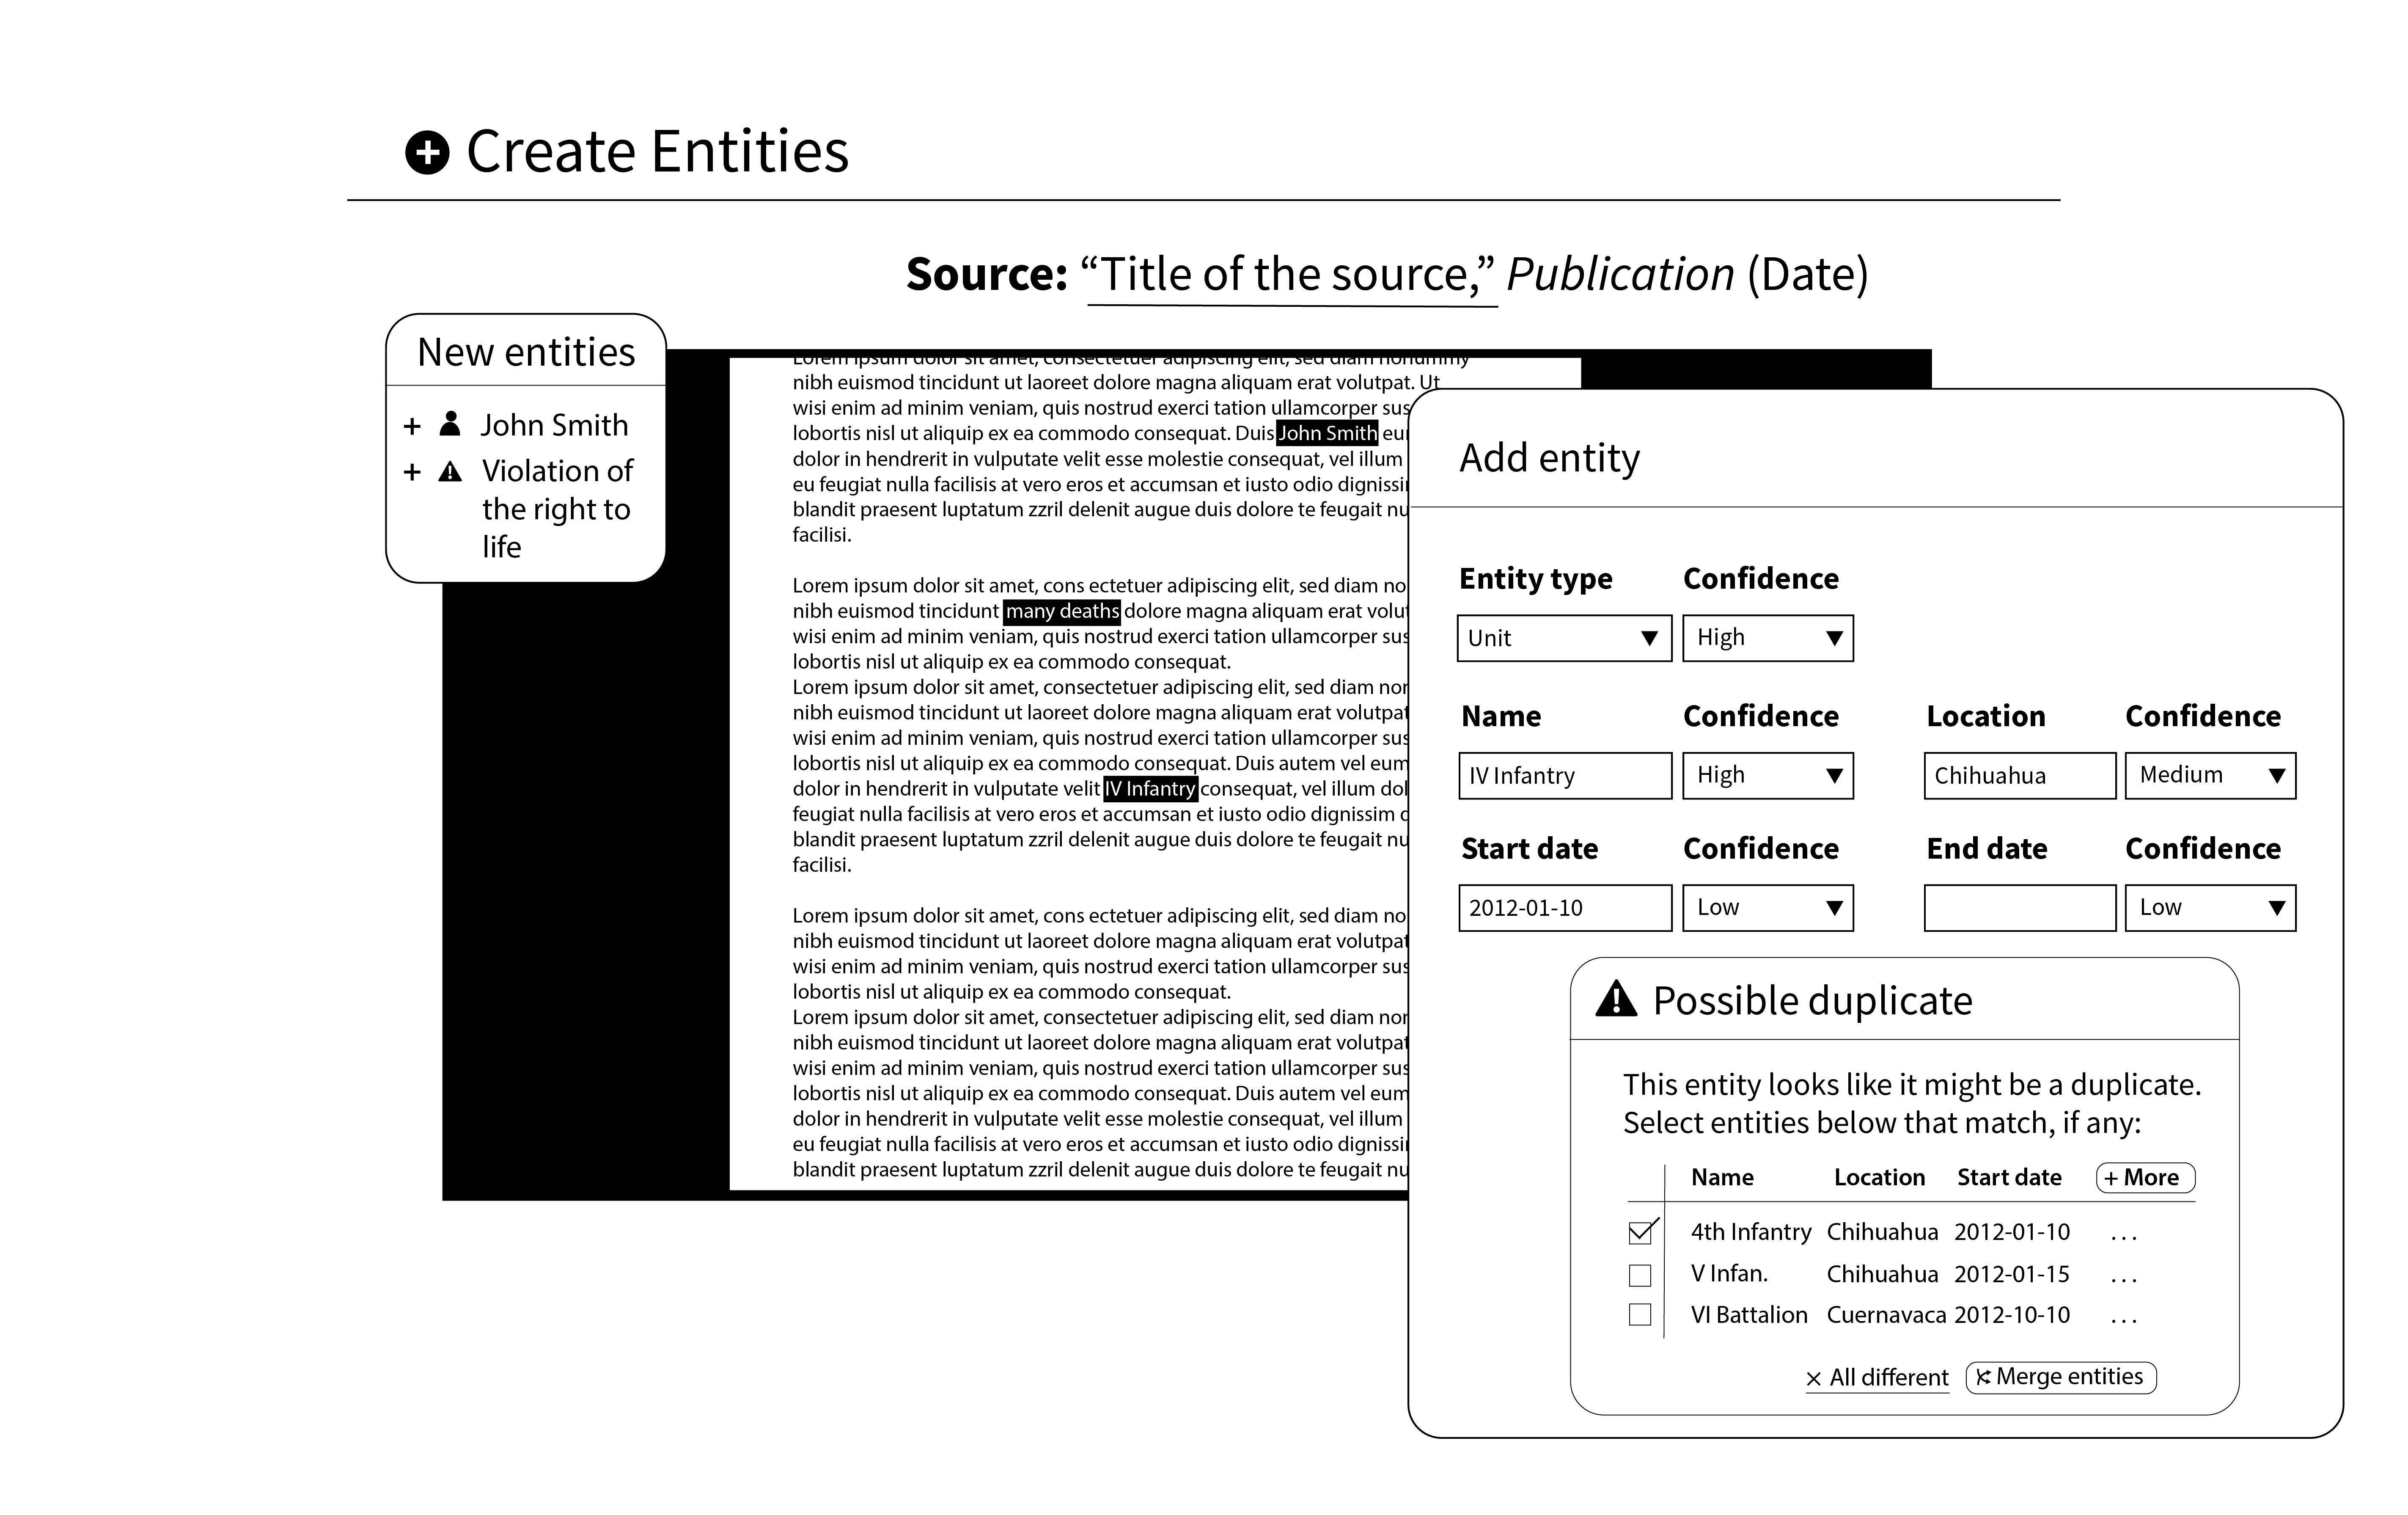 Create Entities
Source: “Title of the source,” Publication (Date)
New entities
+ John Smith
+ Violation of
the right to
life
Lorem ipsum dolor sit amet, consectetuer adipiscing elit, sed diam nonummy
nibh euismod tincidunt ut laoreet dolore magna aliquam erat volutpat. Ut
wisi enim ad minim veniam, quis nostrud exerci tation ullamcorper sus
lobortis nisl ut aliquip ex ea commodo consequat. Duis John Smith eur
dolor in hendrerit in vulputate velit esse molestie consequat, vel illum
eu feugiat nulla facilisis at vero eros et accumsan et iusto odio dignissi
blandit praesent luptatum zzril delenit augue duis dolore te feugait nu
facilisi.
Lorem ipsum dolor sit amet, cons ectetuer adipiscing elit, sed diam no
nibh euismod tincidunt many deaths dolore magna aliquam erat volut
wisi enim ad minim veniam, quis nostrud exerci tation ullamcorper sus
lobortis nisl ut aliquip ex ea commodo consequat.
Lorem ipsum dolor sit amet, consectetuer adipiscing elit, sed diam nor
nibh euismod tincidunt ut laoreet dolore magna aliquam erat volutpat
wisi enim ad minim veniam, quis nostrud exerci tation ullamcorper sus
lobortis nisl ut aliquip ex ea commodo consequat. Duis autem vel eum
dolor in hendrerit in vulputate velit IV Infantry consequat, vel illum dol
feugiat nulla facilisis at vero eros et accumsan et iusto odio dignissim
blandit praesent luptatum zzril delenit augue duis dolore te feugait nu
facilisi.
Lorem ipsum dolor sit amet, cons ectetuer adipiscing elit, sed diam no
nibh euismod tincidunt ut laoreet dolore magna aliquam erat volutpat
wisi enim ad minim veniam, quis nostrud exerci tation ullamcorper sus
lobortis nisl ut aliquip ex ea commodo consequat.
Lorem ipsum dolor sit amet, consectetuer adipiscing elit, sed diam nor
nibh euismod tincidunt ut laoreet dolore magna aliquam erat volutpat
wisi enim ad minim veniam, quis nostrud exerci tation ullamcorper sus
lobortis nisl ut aliquip ex ea commodo consequat. Duis autem vel eum
dolor in hendrerit in vulputate velit esse molestie consequat, vel illum
eu feugiat nulla facilisis at vero eros et accumsan et iusto odio dignissi
blandit praesent luptatum zzril delenit augue duis dolore te feugait nu
Add entity
Entity type Confidence
Unit High
Name Confidence Location Confidence
IV Infantry High Chihuahua Medium
Start date Confidence End date Confidence
2012-01-10 Low Low
Possible duplicate
This entity looks like it might be a duplicate.
Select entities below that match, if any:
Name Location Start date + More
4th Infantry Chihuahua 2012-01-10 ...
V Infan. Chihuahua 2012-01-15 ...
VI Battalion Cuernavaca 2012-10-10 ...
× All different Merge entities